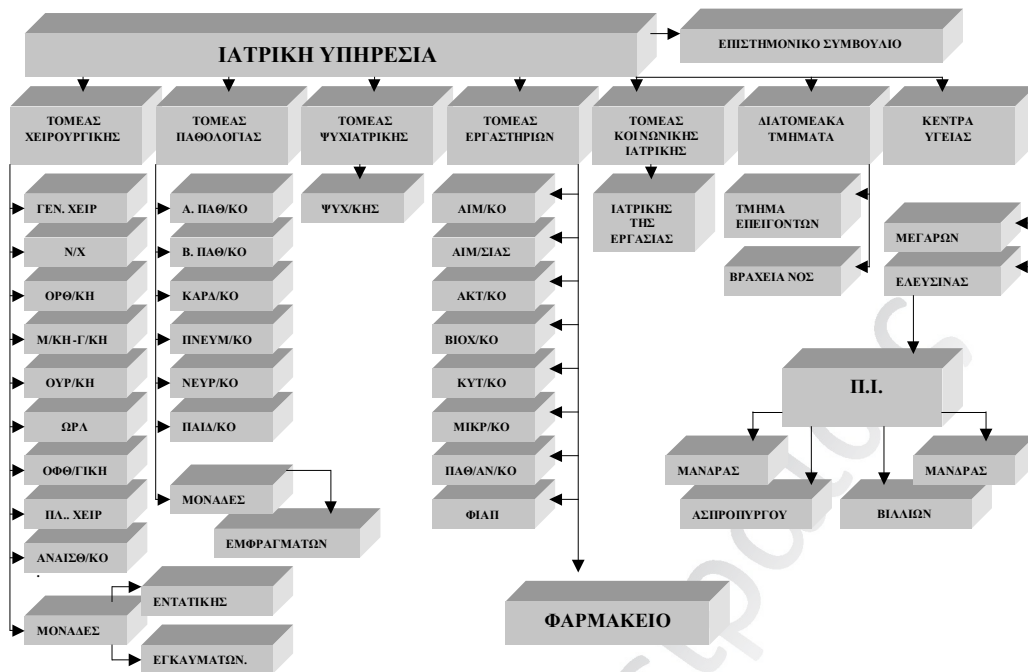 ΙΑΤΡΙΚΗ ΥΠΗΡΕΣΙΑ
ΕΠΙΣΤΗΜΟΝΙΚΟ ΣΥΜΒΟΥΛΙΟ
ΤΟΜΕΑΣ
ΧΕΙΡΟΥΡΓΙΚΗΣ
ΤΟΜΕΑΣ
ΠΑΘΟΛΟΓΙΑΣ
ΤΟΜΕΑΣ
ΨΥΧΙΑΤΡΙΚΗΣ
ΤΟΜΕΑΣ
ΕΡΓΑΣΤΗΡΙΩΝ
ΤΟΜΕΑΣ
ΚΟΙΝΩΝΙΚΗΣ
ΙΑΤΡΙΚΗΣ
ΔΙΑΤΟΜΕΑΚΑ
ΤΜΗΜΑΤΑ
ΚΕΝΤΡΑ
ΥΓΕΙΑΣ
ΓΕΝ. ΧΕΙΡ
Ν/Χ
ΟΡΘ/ΚΗ
Μ/ΚΗ -Γ/ΚΗ
ΟΥΡ/ΚΗ
ΩΡΛ
ΟΦΘ/ΓΙΚΗ
ΠΛ.. ΧΕΙΡ
ΑΝΑΙΣΘ/ΚΟ
.
ΜΟΝΑΔΕΣ
ΕΝΤΑΤΙΚΗΣ
ΕΓΚΑΥΜΑΤΩΝ.
Α. ΠΑΘ/ΚΟ
Β. ΠΑΘ/ΚΟ
ΚΑΡΔ/ΚΟ
ΠΝΕΥΜ/ΚΟ
ΝΕΥΡ/ΚΟ
ΠΑΙΔ/ΚΟ
ΜΟΝΑΔΕΣ
ΕΜΦΡΑΓΜΑΤΩΝ
ΨΥΧ/ΚΗΣ
ΑΙΜ/ΚΟ
ΑΙΜ/ΣΙΑΣ
ΑΚΤ/ΚΟ
ΒΙΟΧ/ΚΟ
ΚΥΤ/ΚΟ
ΜΙΚΡ/ΚΟ
ΠΑΘ/ΑΝ/ΚΟ
ΦΙΑΠ
ΦΑΡΜΑΚΕΙΟ
ΙΑΤΡΙΚΗΣ
ΤΗΣ
ΕΡΓΑΣΙΑΣ
ΤΜΗΜΑ
ΕΠΕΙΓΟΝΤΩΝ
ΒΡΑΧΕΙΑ ΝΟΣ
ΜΕΓΑΡΩΝ
ΕΛΕΥΣΙΝΑΣ
Π.Ι.
ΜΑΝΔΡΑΣ
ΑΣΠΡΟΠΥΡΓΟΥ
ΒΙΛΛΙΩΝ
ΜΑΝΔΡΑΣ